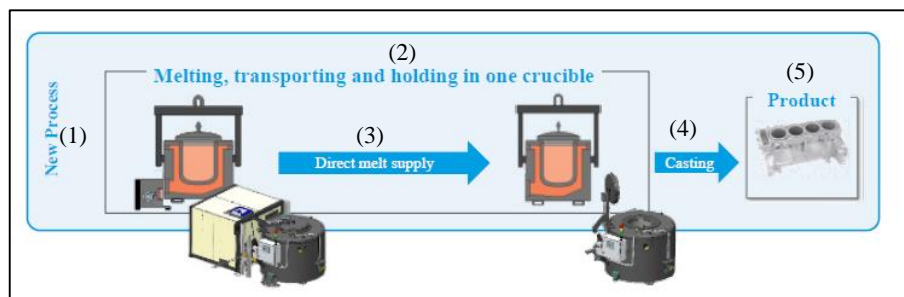 (2)
Melting, transporting and holding in one crucible
(1)
New Process
(3)
Direct melt supply
(4)
Casting
(5)
Product